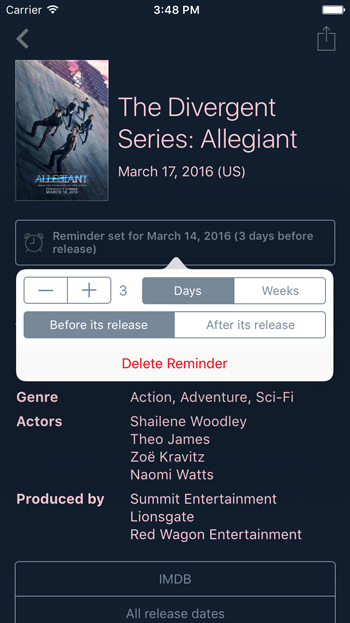 Carrier 3:48 PM
The Divergent
Series: Allegiant
March 17, 2016 (US)
ALLEGIANT
Reminder set for March 14, 2016 (3 days before
release)
— + 3 Days Weeks
Before its release After its release
Delete Reminder
Genre Action, Adventure, Sci-Fi
Actors Shailene Woodley
Theo James
Zoë Kravitz
Naomi Watts
Produced by Summit Entertainment
Lionsgate
Red Wagon Entertainment
IMDB
All release dates